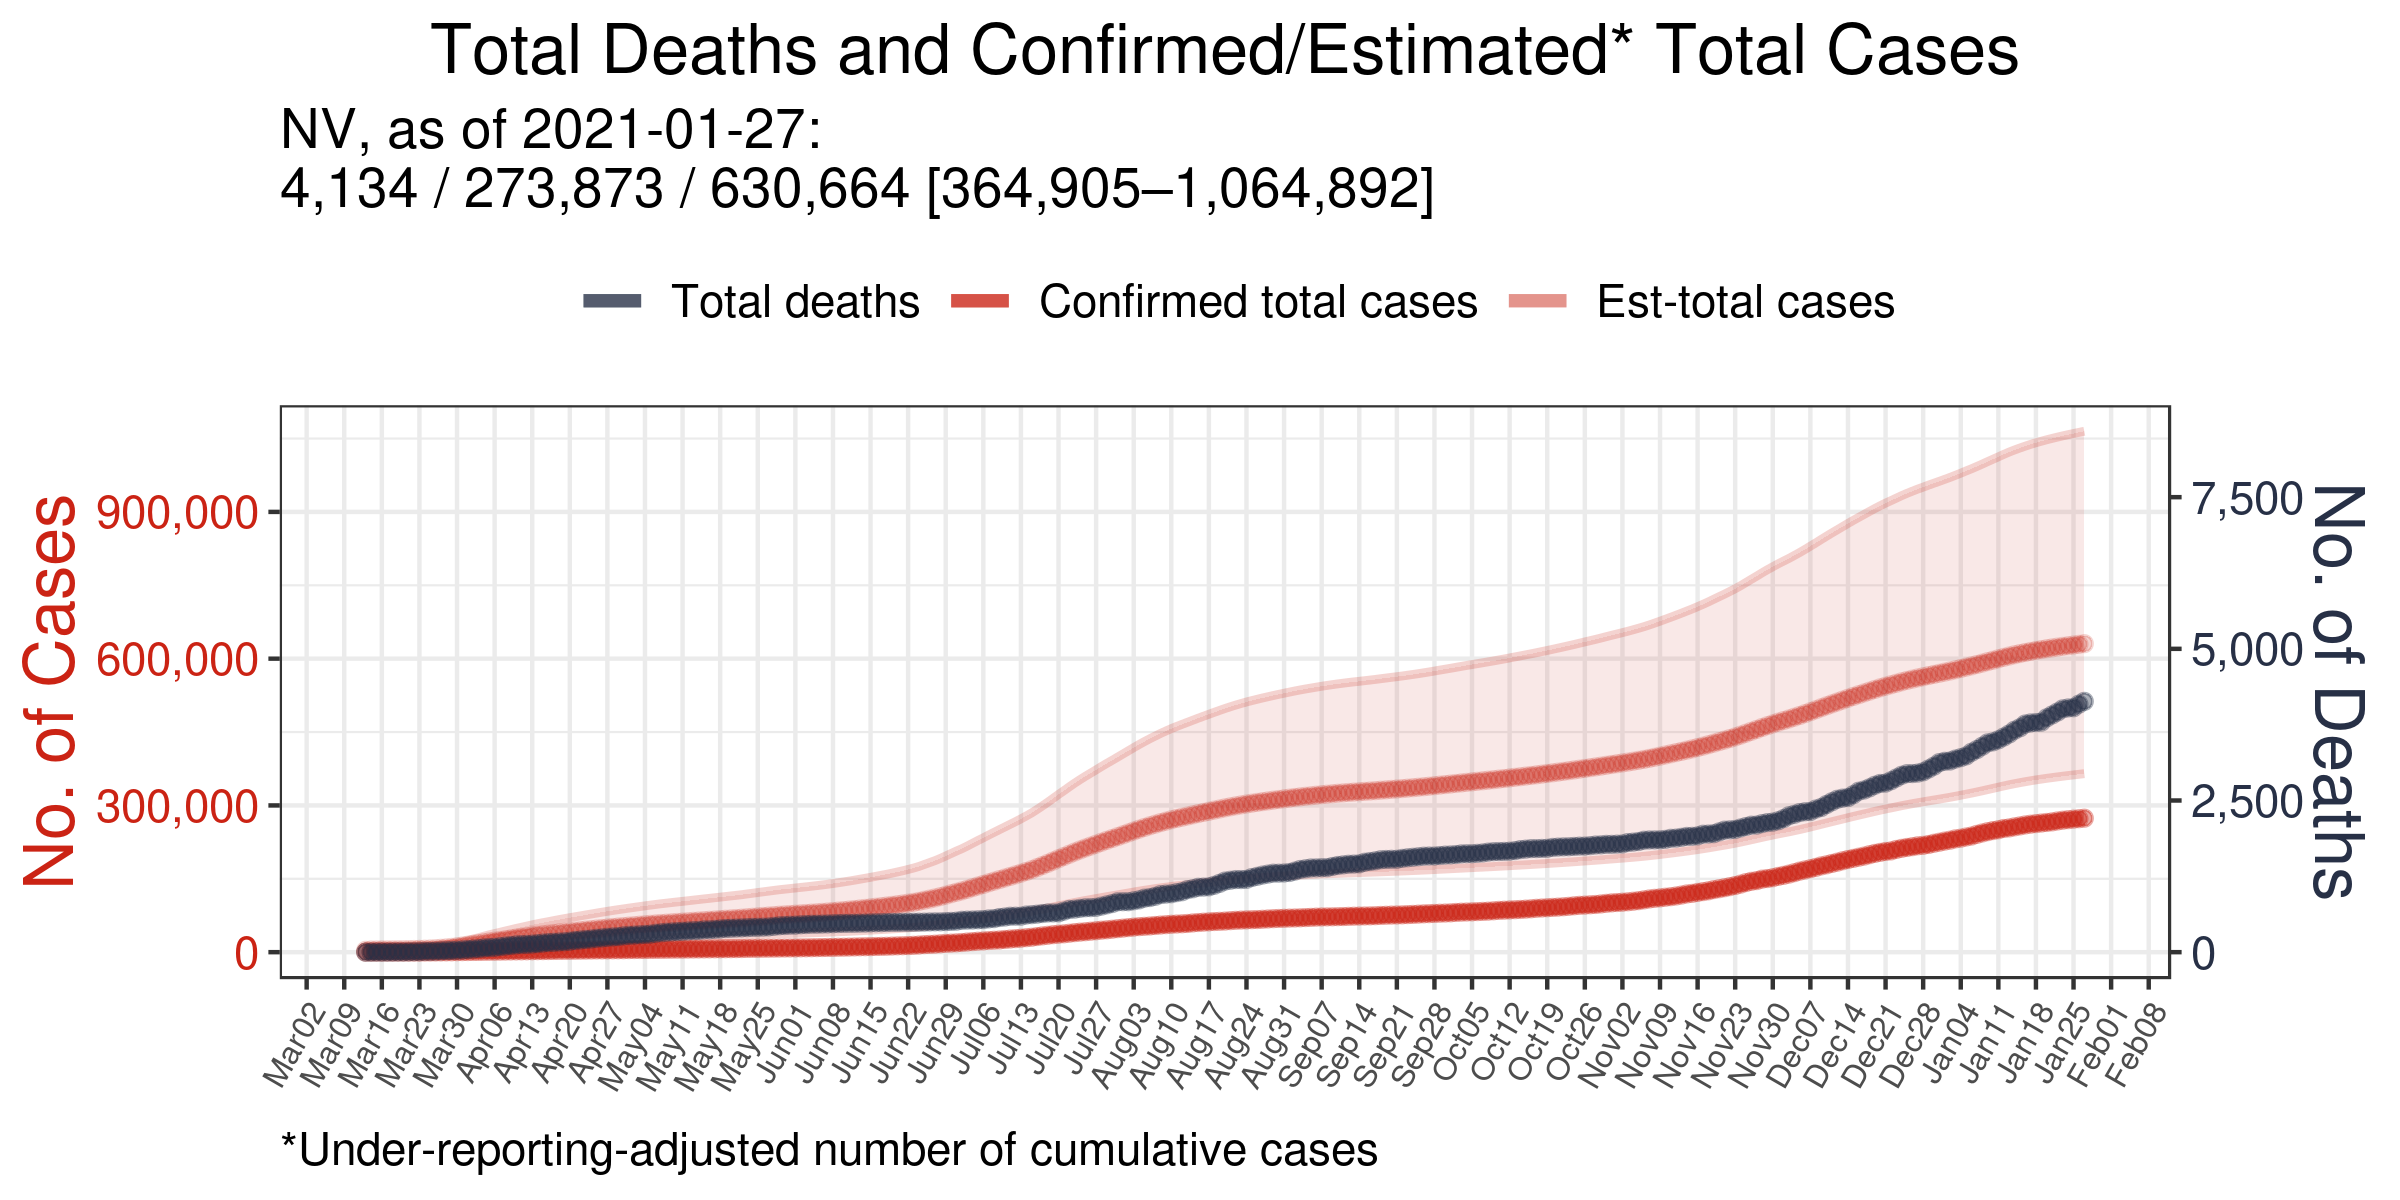 Total Deaths and Confirmed/Estimated* Total Cases
NV, as of 2021-01-27:
4,134 / 273,873 / 630,664 [364,905–1,064,892]
Total deaths
Confirmed total cases
Est-total cases
No. of Cases
900,000
600,000
300,000
0
7,500
5,000
2,500
0
No. of Deaths
Mar02
Mar09
Mar16
Mar23
Mar30
Apr06
Apr13
Apr20
Apr27
May04
May11
May18
May25
Jun01
Jun08
Jun15
Jun22
Jun29
Jul06
Jul13
Jul20
Jul27
Aug03
Aug10
Aug17
Aug24
Aug31
Sep07
Sep14
Sep21
Sep28
Oct05
Oct12
Oct19
Oct26
Nov02
Nov09
Nov16
Nov23
Nov30
Dec07
Dec14
Dec21
Dec28
Jan04
Jan11
Jan18
Jan25
Feb01
Feb08
*Under-reporting-adjusted number of cumulative cases